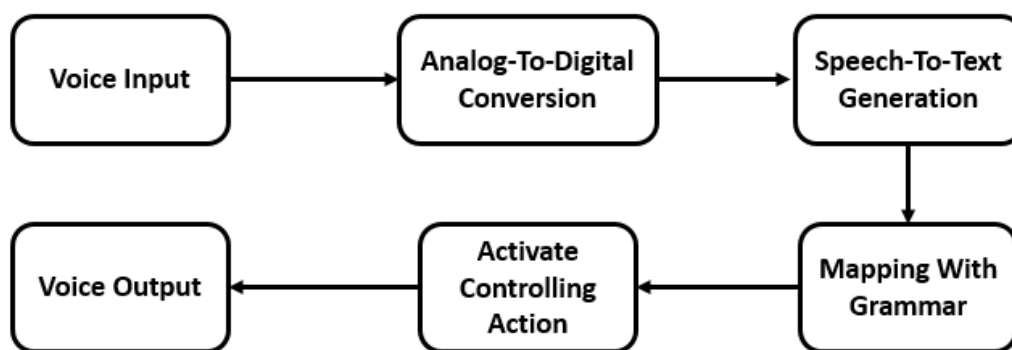 Voice Input
Analog-To-Digital
Conversion
Speech-To-Text
Generation
Mapping With
Grammar
Activate
Controlling
Action
Voice Output